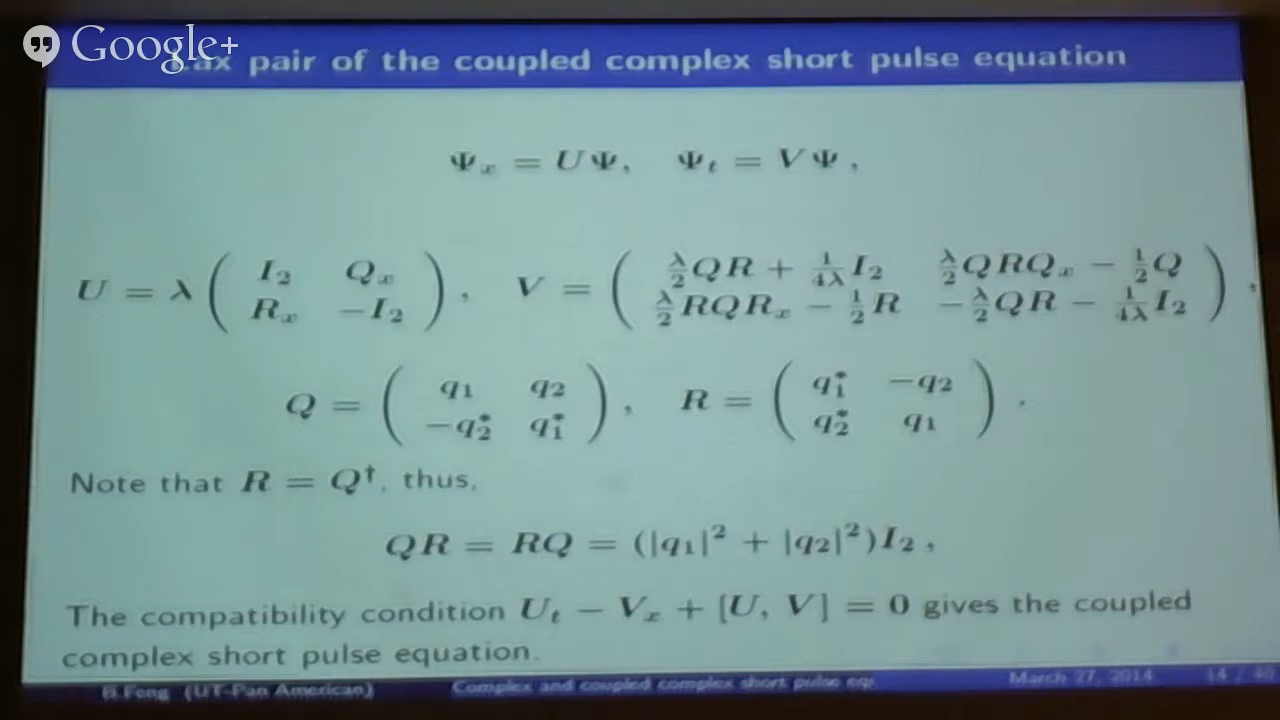 Google+
Lax pair of the coupled complex short pulse equation
Ψ_x = UΨ, Ψ_t = VΨ ,
U = λ ( I_2 Q_x ; R_x −I_2 ) , V = ( λ/2 QR + 1/4λ I_2 λ/2 QRQ_x − 1/2 Q ; λ/2 RQR_x − 1/2 R −λ/2 QR − 1/4λ I_2 ) ,
Q = ( q_1 q_2 ; −q_2^* q_1^* ) , R = ( q_1^* −q_2 ; q_2^* q_1 ) .
Note that R = Q^†, thus,
QR = RQ = (|q_1|^2 + |q_2|^2)I_2 ,
The compatibility condition U_t − V_x + [U, V] = 0 gives the coupled
complex short pulse equation.
B.Feng (UT-Pan American) Complex and coupled complex short pulse equ March 27, 2014 14 / 40